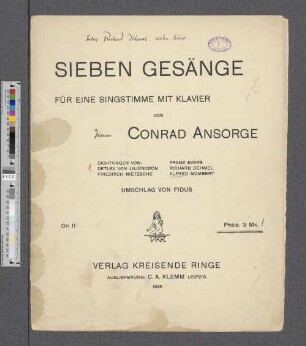 SIEBEN GESÄNGE
FÜR EINE SINGSTIMME MIT KLAVIER
VON
CONRAD ANSORGE
DICHTUNGEN VON:
DETLEV VON LILIENCRON
FRIEDRICH NIETZSCHE
FRANZ EVERS
RICHARD DEHMEL
ALFRED MOMBERT
UMSCHLAG VON FIDUS
OP. 11
VKR
PREIS: 3 MK.
VERLAG KREISENDE RINGE
AUSLIEFERUNG: C. A. KLEMM LEIPZIG